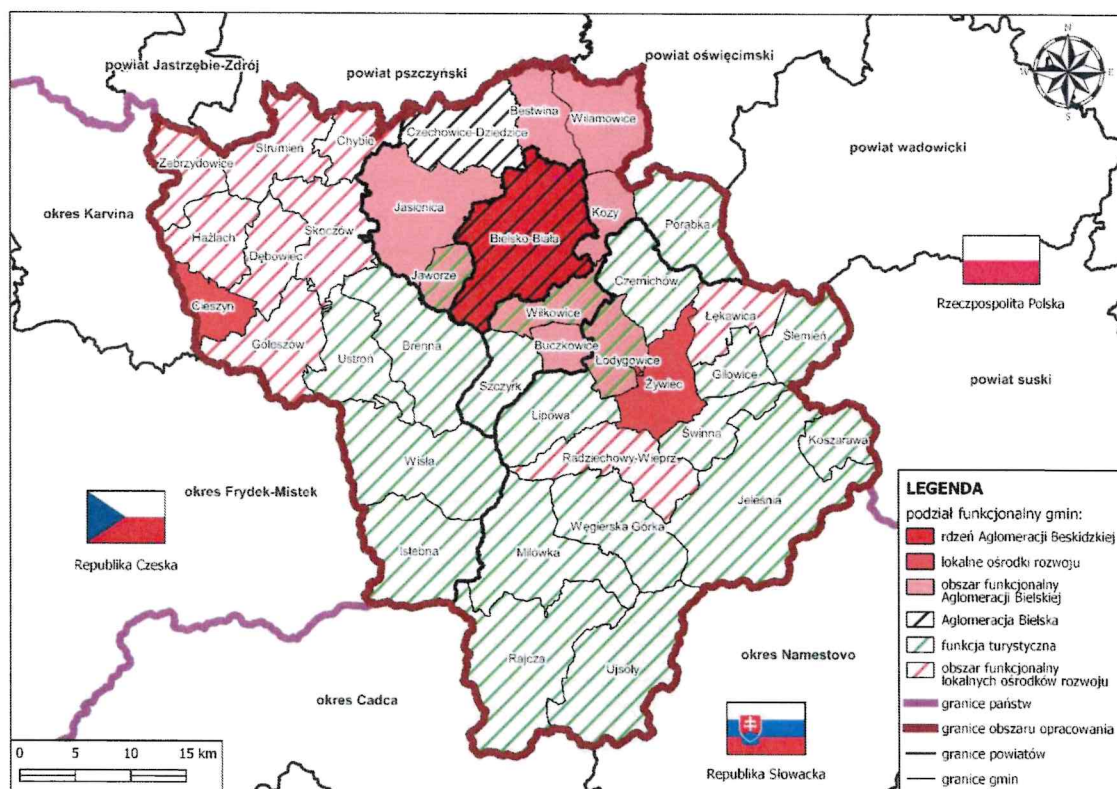 powiat Jastrzębie-Zdrój
powiat pszczyński
powiat oświęcimski
N
W
E
S
Bestwina
Wilamowice
Czechowice-Dziedzice
Chybie
Strumień
Zebrzydowice
powiat wadowicki
okres Karvina
Jasienica
Kozy
Hażlach
Skoczów
Dębowiec
Bielsko-Biała
Porąbka
Jaworze
Czernichów
Cieszyn
Wilkowice
Łękawica
Rzeczpospolita Polska
Goleszów
Ustroń
Brenna
Buczkowice
Łodygowice
Ślemień
Szczyrk
Żywiec
Gilowice
powiat suski
Lipowa
Świnna
Koszarawa
Wisła
Radziechowy-Wieprz
okres Frydek-Mistek
Jeleśnia
Węgierska Górka
Istebna
Milówka
Republika Czeska
Rajcza
Ujsoły
okres Namestovo
okres Cadca
Republika Słowacka
0 5 10 15 km
LEGENDA
podział funkcjonalny gmin:
rdzeń Aglomeracji Beskidzkiej
lokalne ośrodki rozwoju
obszar funkcjonalny
Aglomeracji Bielskiej
Aglomeracja Bielska
funkcja turystyczna
obszar funkcjonalny
lokalnych ośrodków rozwoju
granice państw
granice obszaru opracowania
granice powiatów
granice gmin